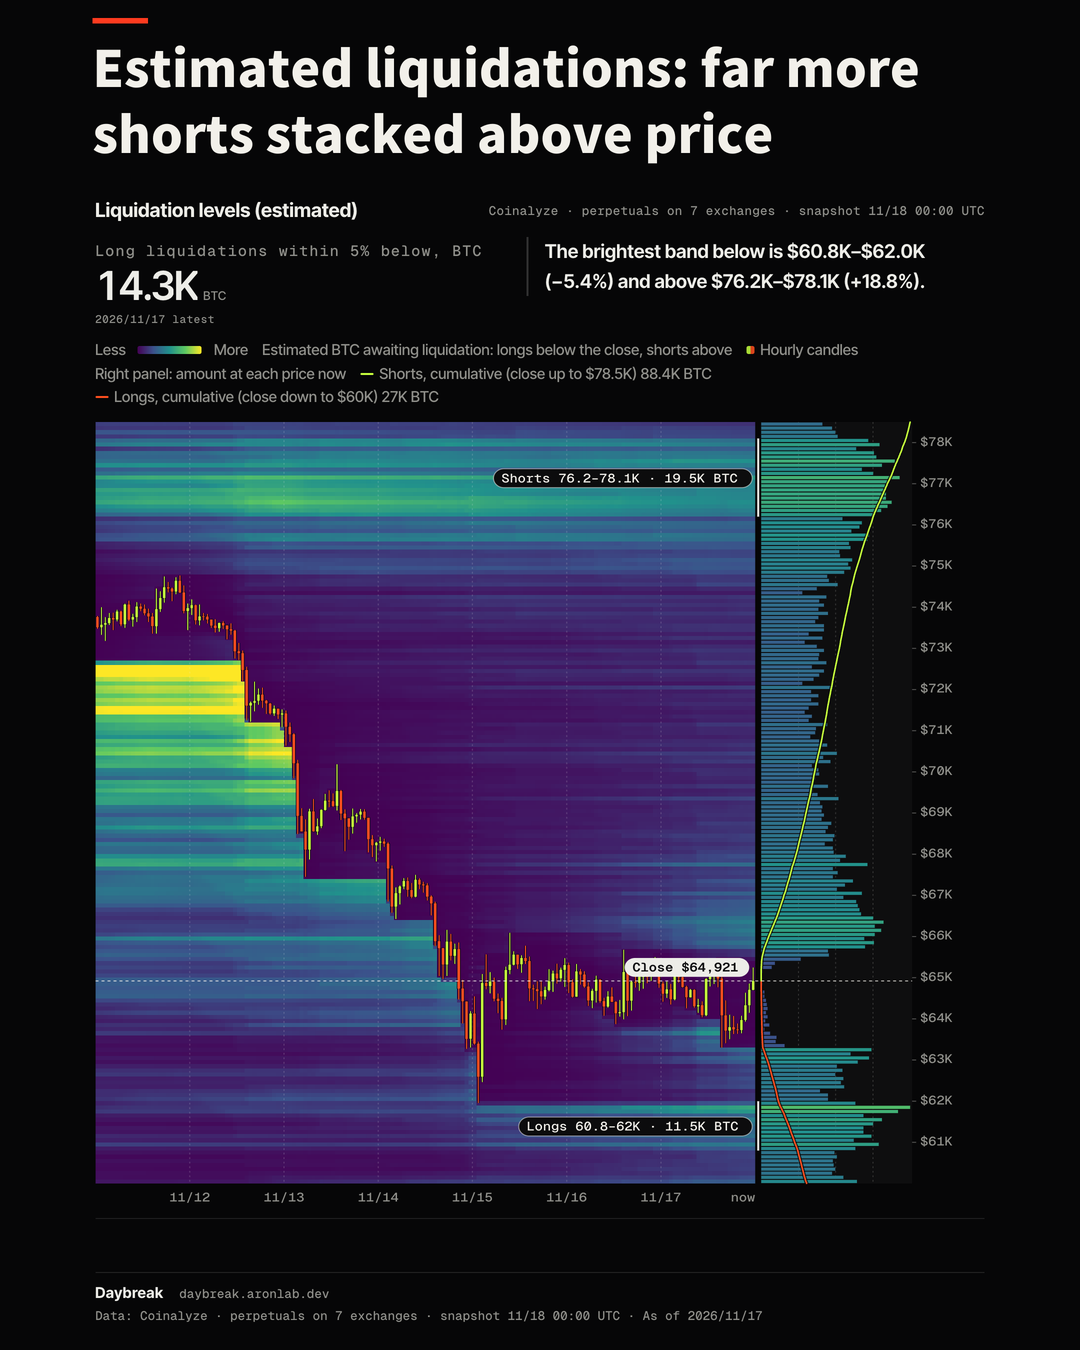 Estimated liquidations: far more
shorts stacked above price
Liquidation levels (estimated)
Coinalyze · perpetuals on 7 exchanges · snapshot 11/18 00:00 UTC
Long liquidations within 5% below, BTC
14.3K BTC
2026/11/17 latest
The brightest band below is $60.8K–$62.0K
(−5.4%) and above $76.2K–$78.1K (+18.8%).
Less More Estimated BTC awaiting liquidation: longs below the close, shorts above Hourly candles
Right panel: amount at each price now Shorts, cumulative (close up to $78.5K) 88.4K BTC
Longs, cumulative (close down to $60K) 27K BTC
$78K
Shorts 76.2–78.1K · 19.5K BTC
$77K
$76K
$75K
$74K
$73K
$72K
$71K
$70K
$69K
$68K
$67K
$66K
Close $64,921
$65K
$64K
$63K
$62K
Longs 60.8–62K · 11.5K BTC
$61K
11/12 11/13 11/14 11/15 11/16 11/17 now
Daybreak daybreak.aronlab.dev
Data: Coinalyze · perpetuals on 7 exchanges · snapshot 11/18 00:00 UTC · As of 2026/11/17